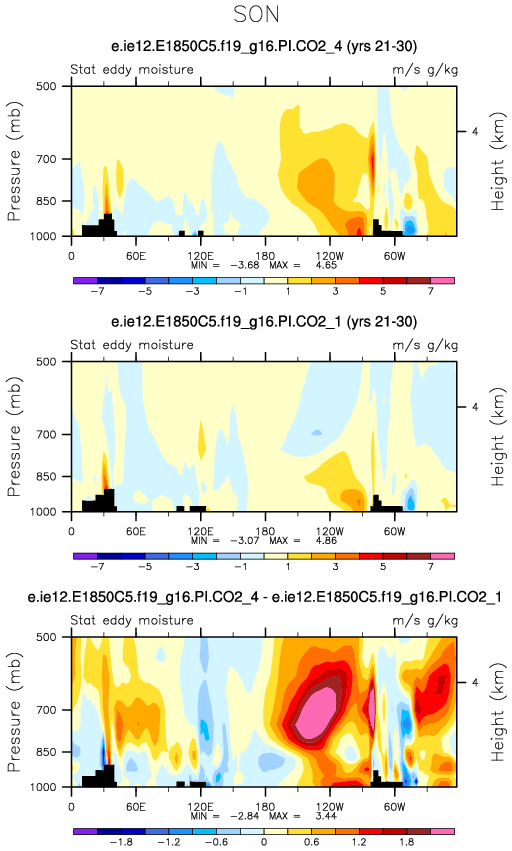 SON
e.ie12.E1850C5.f19_g16.PI.CO2_4 (yrs 21-30)
Stat eddy moisture m/s g/kg
500
700
850
1000
Pressure (mb)
4
Height (km)
0 60E 120E 180 120W 60W
MIN = -3.68 MAX = 4.65
-7 -5 -3 -1 1 3 5 7
e.ie12.E1850C5.f19_g16.PI.CO2_1 (yrs 21-30)
Stat eddy moisture m/s g/kg
500
700
850
1000
Pressure (mb)
4
Height (km)
0 60E 120E 180 120W 60W
MIN = -3.07 MAX = 4.86
-7 -5 -3 -1 1 3 5 7
e.ie12.E1850C5.f19_g16.PI.CO2_4 - e.ie12.E1850C5.f19_g16.PI.CO2_1
Stat eddy moisture m/s g/kg
500
700
850
1000
Pressure (mb)
4
Height (km)
0 60E 120E 180 120W 60W
MIN = -2.84 MAX = 3.44
-1.8 -1.2 -0.6 0 0.6 1.2 1.8